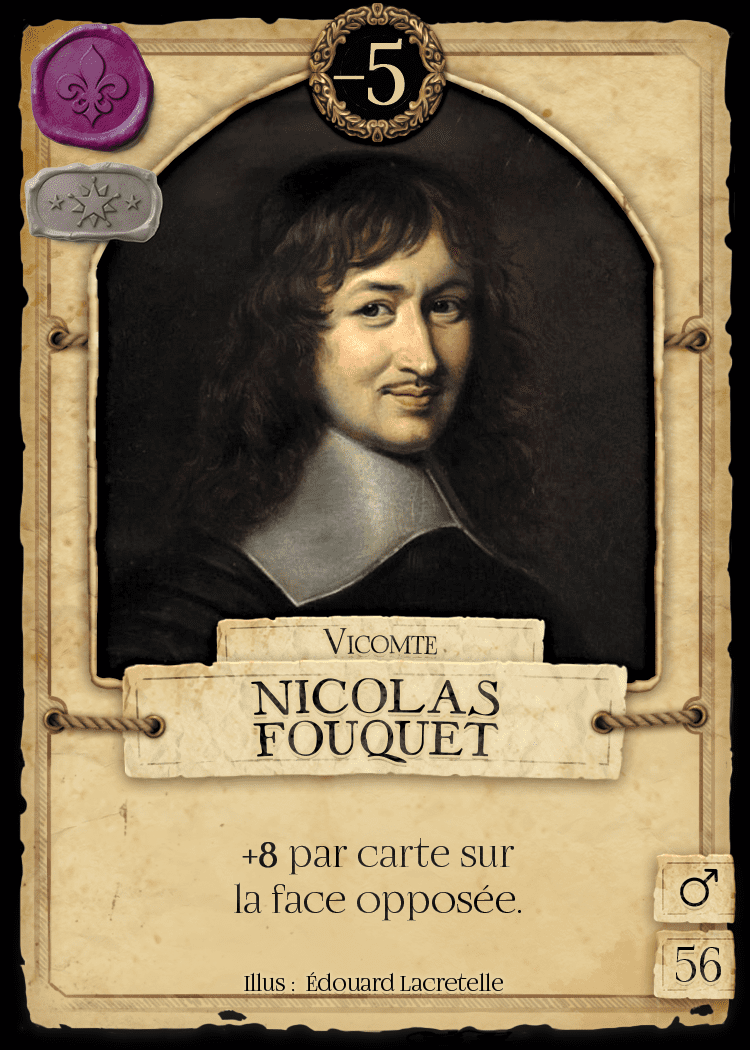 –5
Vicomte
NICOLAS
FOUQUET
+8 par carte sur
la face opposée.
♂
56
Illus : Édouard Lacretelle